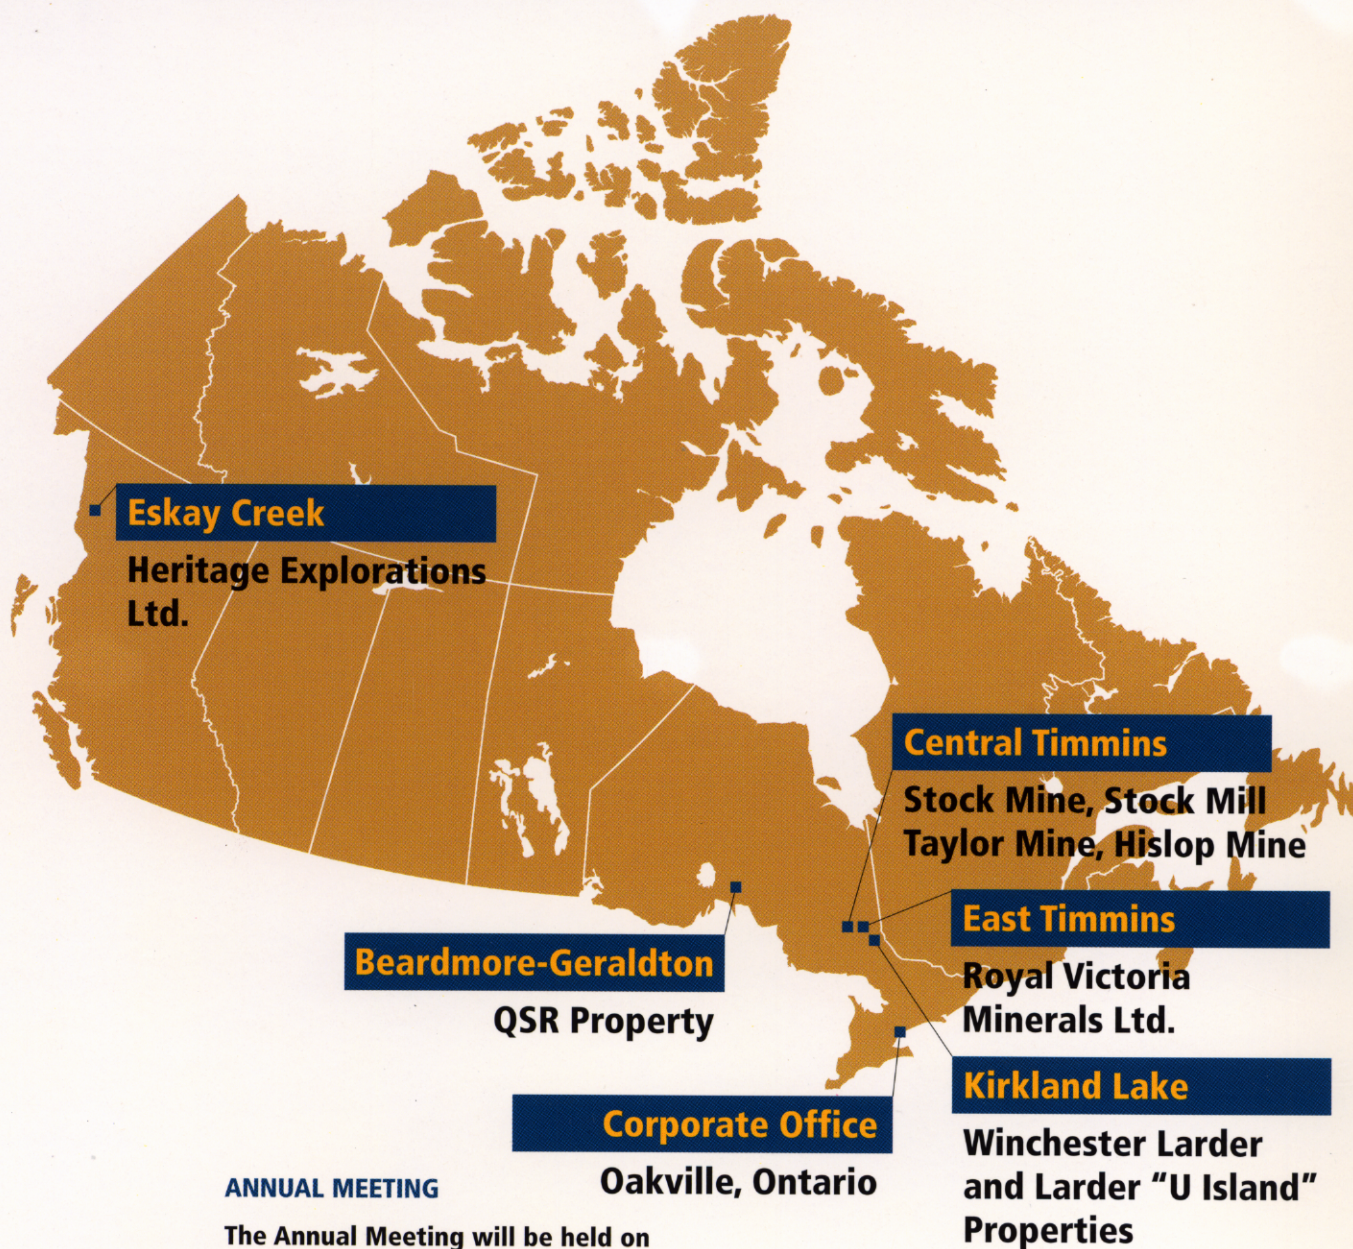 Eskay Creek
Heritage Explorations
Ltd.
Central Timmins
Stock Mine, Stock Mill
Taylor Mine, Hislop Mine
East Timmins
Royal Victoria
Minerals Ltd.
Beardmore-Geraldton
QSR Property
Kirkland Lake
Winchester Larder
and Larder “U Island”
Properties
Corporate Office
Oakville, Ontario
ANNUAL MEETING
The Annual Meeting will be held on